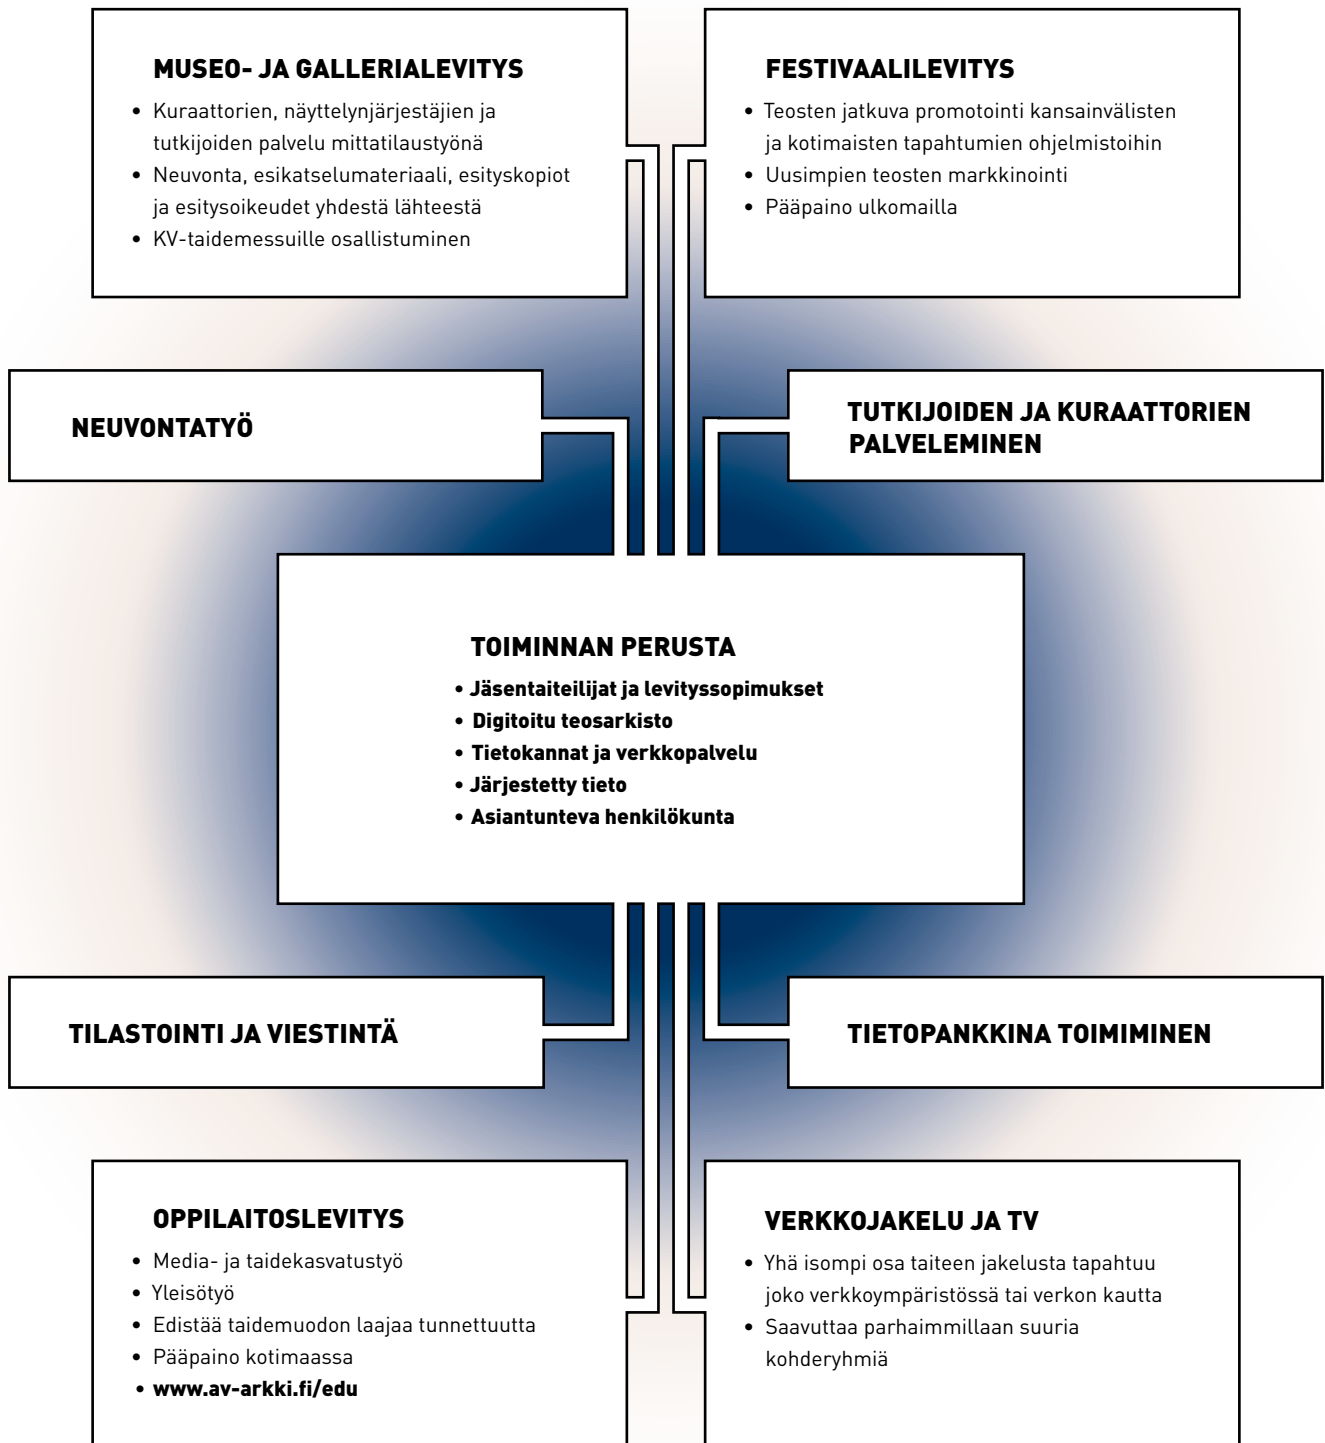 MUSEO- JA GALLERIALEVITYS
• Kuraattorien, näyttelynjärjestäjien ja
tutkijoiden palvelu mittatilaustyönä
• Neuvonta, esikatselumateriaali, esityskopiot
ja esitysoikeudet yhdestä lähteestä
• KV-taidemessuille osallistuminen
FESTIVAALILEVITYS
• Teosten jatkuva promotointi kansainvälisten
ja kotimaisten tapahtumien ohjelmistoihin
• Uusimpien teosten markkinointi
• Pääpaino ulkomailla
NEUVONTATYÖ
TUTKIJOIDEN JA KURAATTORIEN
PALVELEMINEN
TOIMINNAN PERUSTA
• Jäsentaiteilijat ja levityssopimukset
• Digitoitu teosarkisto
• Tietokannat ja verkkopalvelu
• Järjestetty tieto
• Asiantunteva henkilökunta
TILASTOINTI JA VIESTINTÄ
TIETOPANKKINA TOIMIMINEN
OPPILAITOSLEVITYS
• Media- ja taidekasvatustyö
• Yleisötyö
• Edistää taidemuodon laajaa tunnettuutta
• Pääpaino kotimaassa
• www.av-arkki.fi/edu
VERKKOJAKELU JA TV
• Yhä isompi osa taiteen jakelusta tapahtuu
joko verkkoympäristössä tai verkon kautta
• Saavuttaa parhaimmillaan suuria
kohderyhmiä